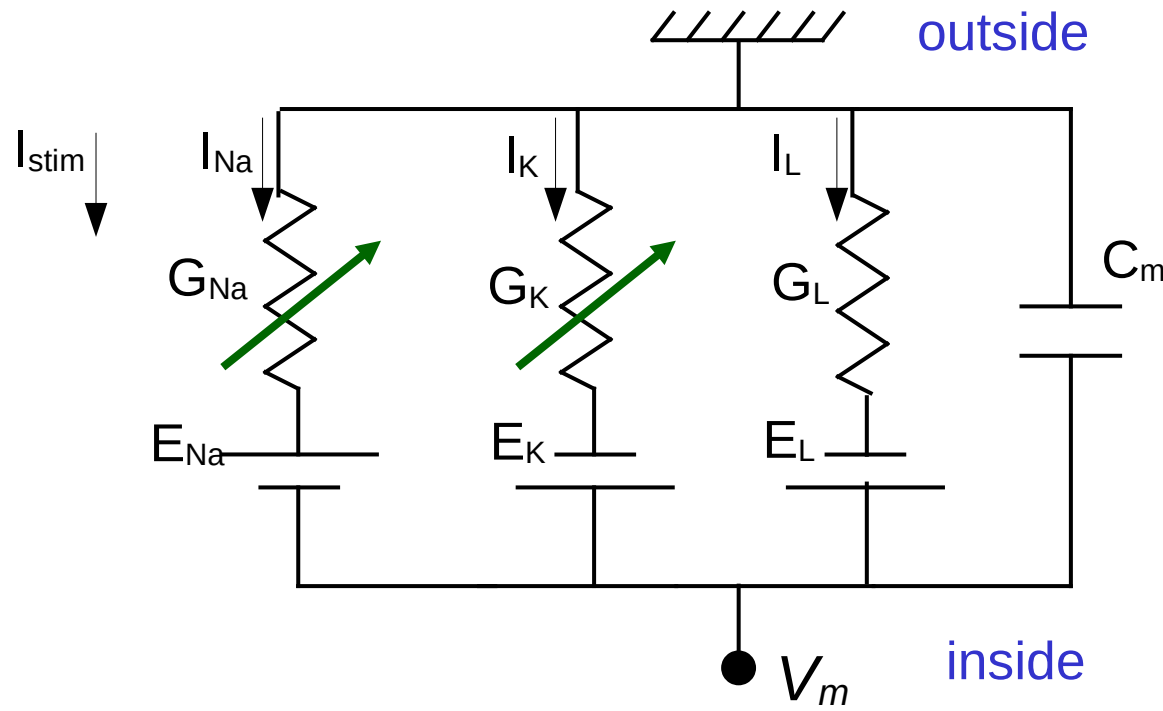 outside
Istim
INa
IK
IL
GNa
GK
GL
Cm
ENa
EK
EL
inside
Vm